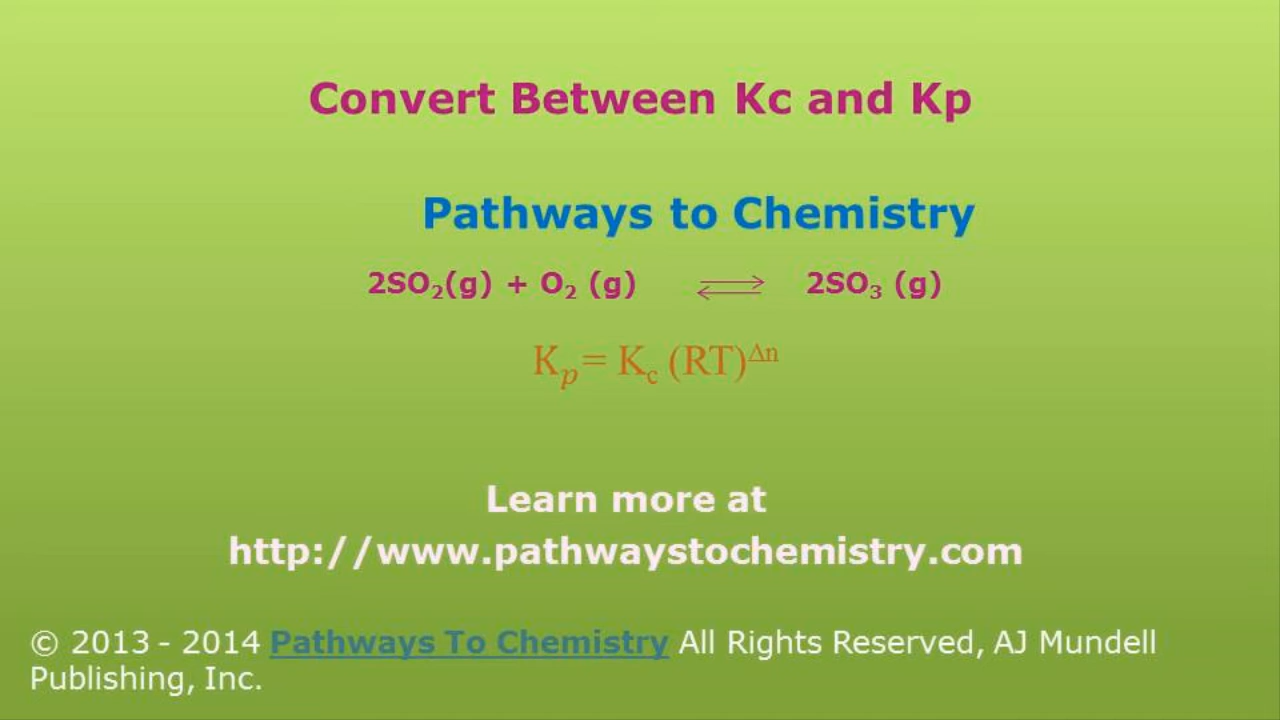 Convert Between Kc and Kp
Pathways to Chemistry
2SO₂(g) + O₂ (g) ⇌ 2SO₃ (g)
Kₚ = K꜀ (RT)^Δn
Learn more at
http://www.pathwaystochemistry.com
© 2013 - 2014 Pathways To Chemistry All Rights Reserved, AJ Mundell
Publishing, Inc.